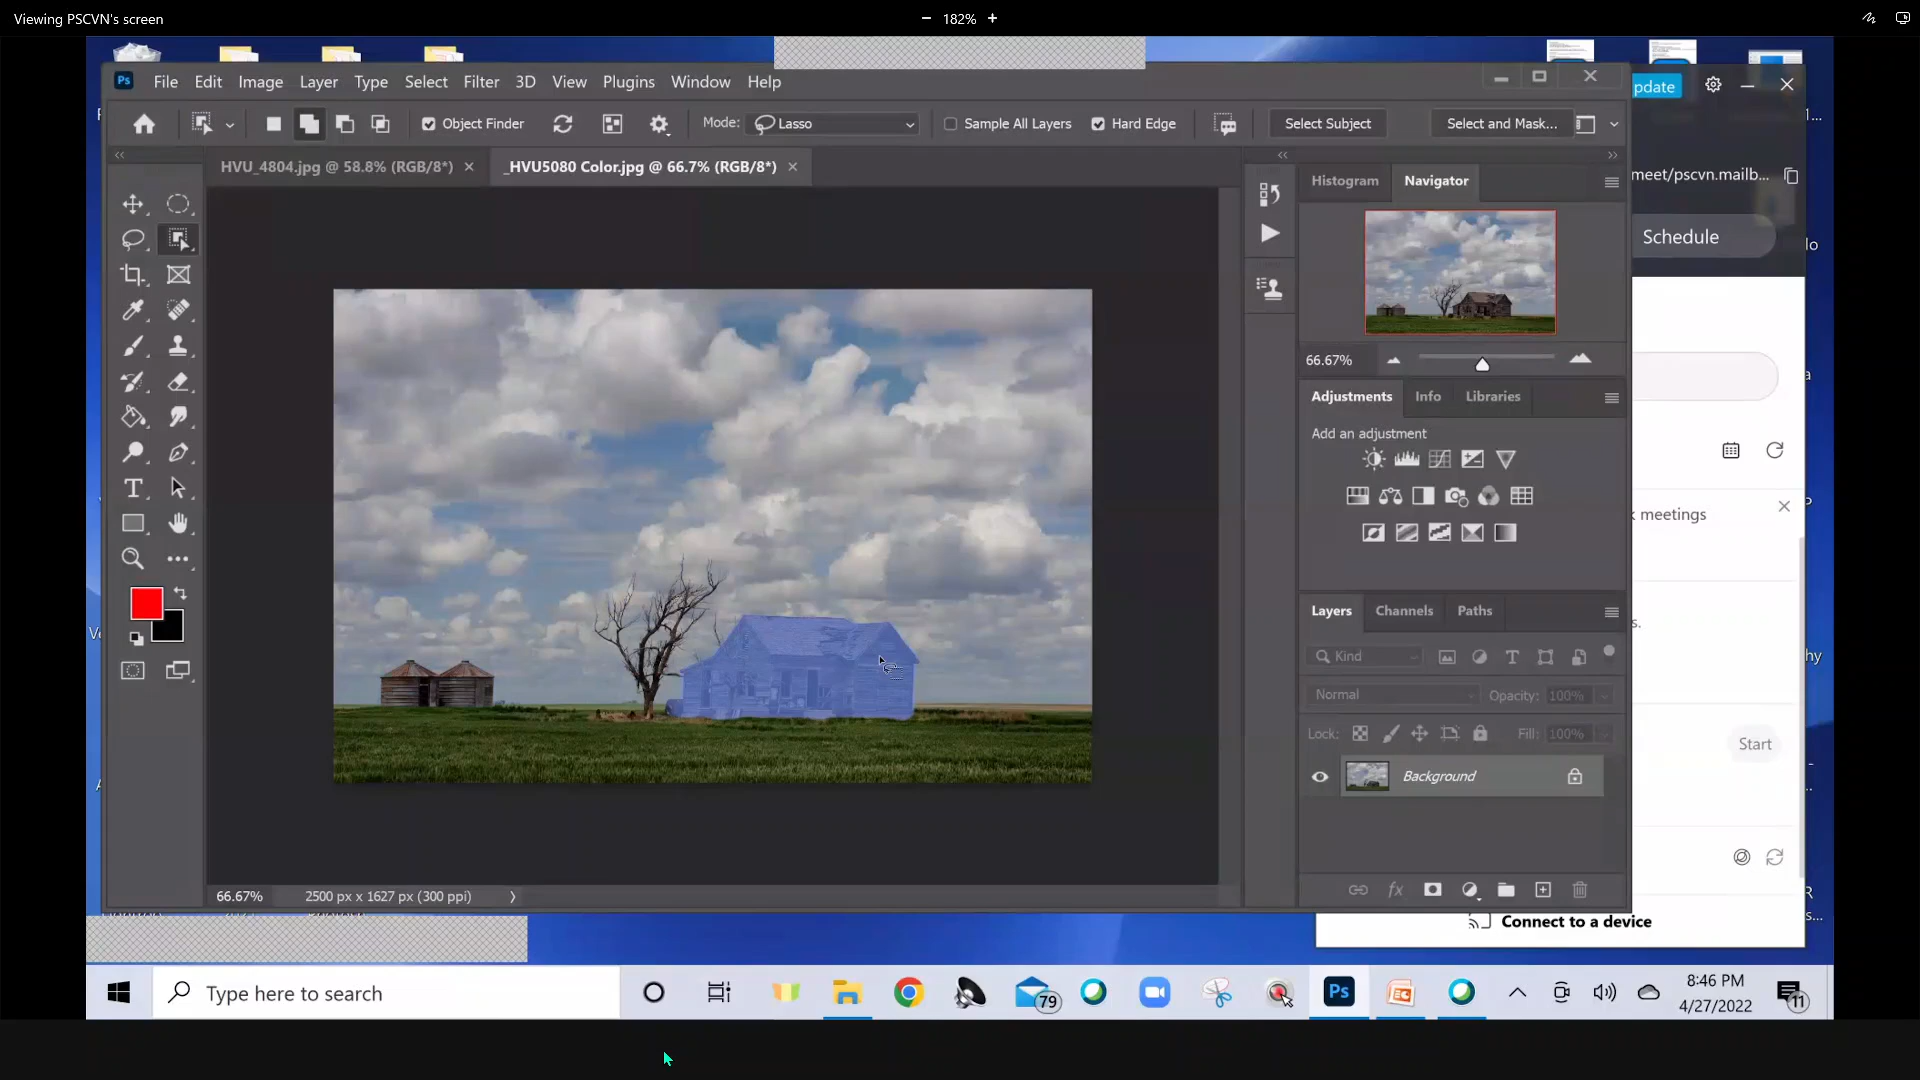 Viewing PSCVN's screen
− 182% +
Ps File Edit Image Layer Type Select Filter 3D View Plugins Window Help
pdate
Object Finder
Mode: Lasso
Sample All Layers
Hard Edge
Select Subject
Select and Mask...
HVU_4804.jpg @ 58.8% (RGB/8*) ×
_HVU5080 Color.jpg @ 66.7% (RGB/8*) ×
Histogram Navigator
meet/pscvn.mailb...
Schedule
66.67%
Adjustments Info Libraries
Add an adjustment
k meetings
Layers Channels Paths
Kind
Normal Opacity: 100%
Lock: Fill: 100%
Start
Background
66.67% 2500 px x 1627 px (300 ppi)
fx
Connect to a device
Type here to search
79
Ps
8:46 PM
4/27/2022
11